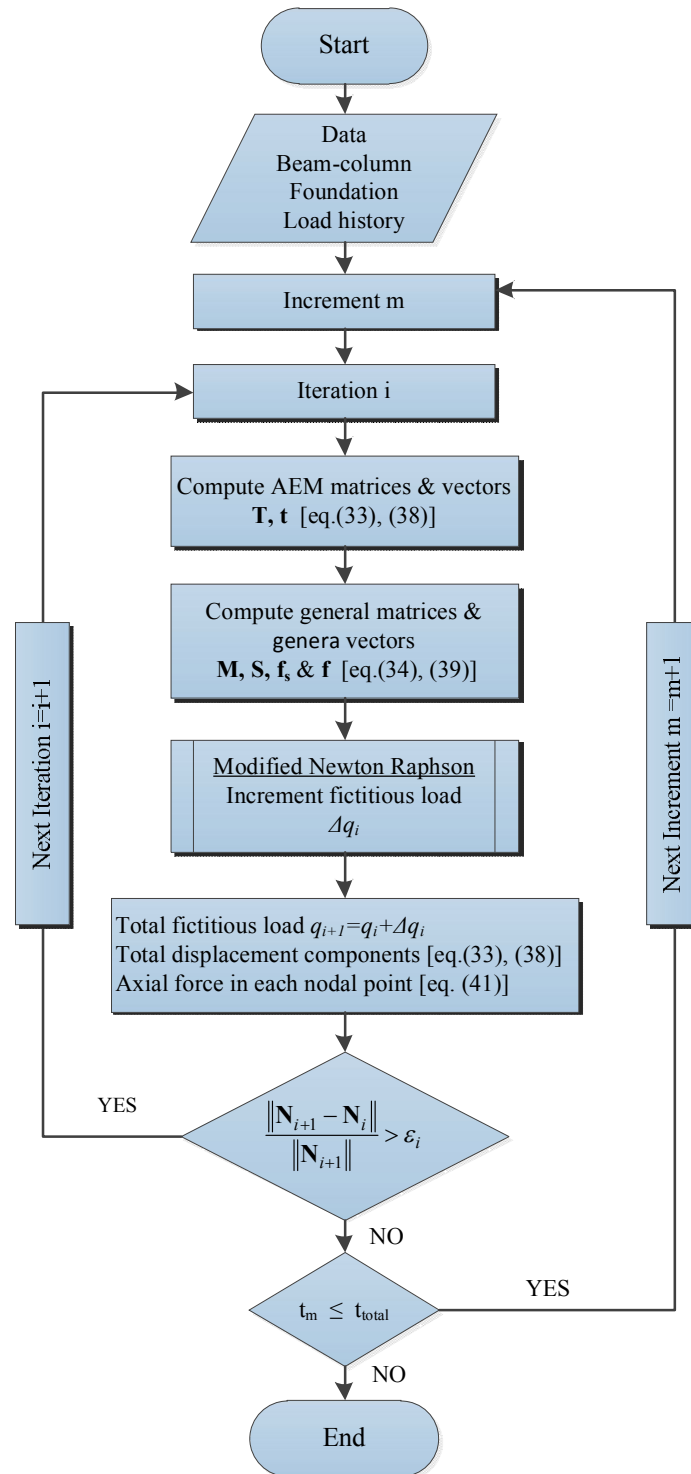 Start
Data
Beam-column
Foundation
Load history
Increment m
Iteration i
Compute AEM matrices & vectors
T, t [eq.(33), (38)]
Compute general matrices &
genera vectors
M, S, fₛ & f [eq.(34), (39)]
Modified Newton Raphson
Increment fictitious load
Δqᵢ
Total fictitious load qᵢ₊₁=qᵢ+Δqᵢ
Total displacement components [eq.(33), (38)]
Axial force in each nodal point [eq. (41)]
‖Nᵢ₊₁ − Nᵢ‖ / ‖Nᵢ₊₁‖ > εᵢ
YES
Next Iteration i=i+1
NO
t_m ≤ t_total
YES
Next Increment m =m+1
NO
End